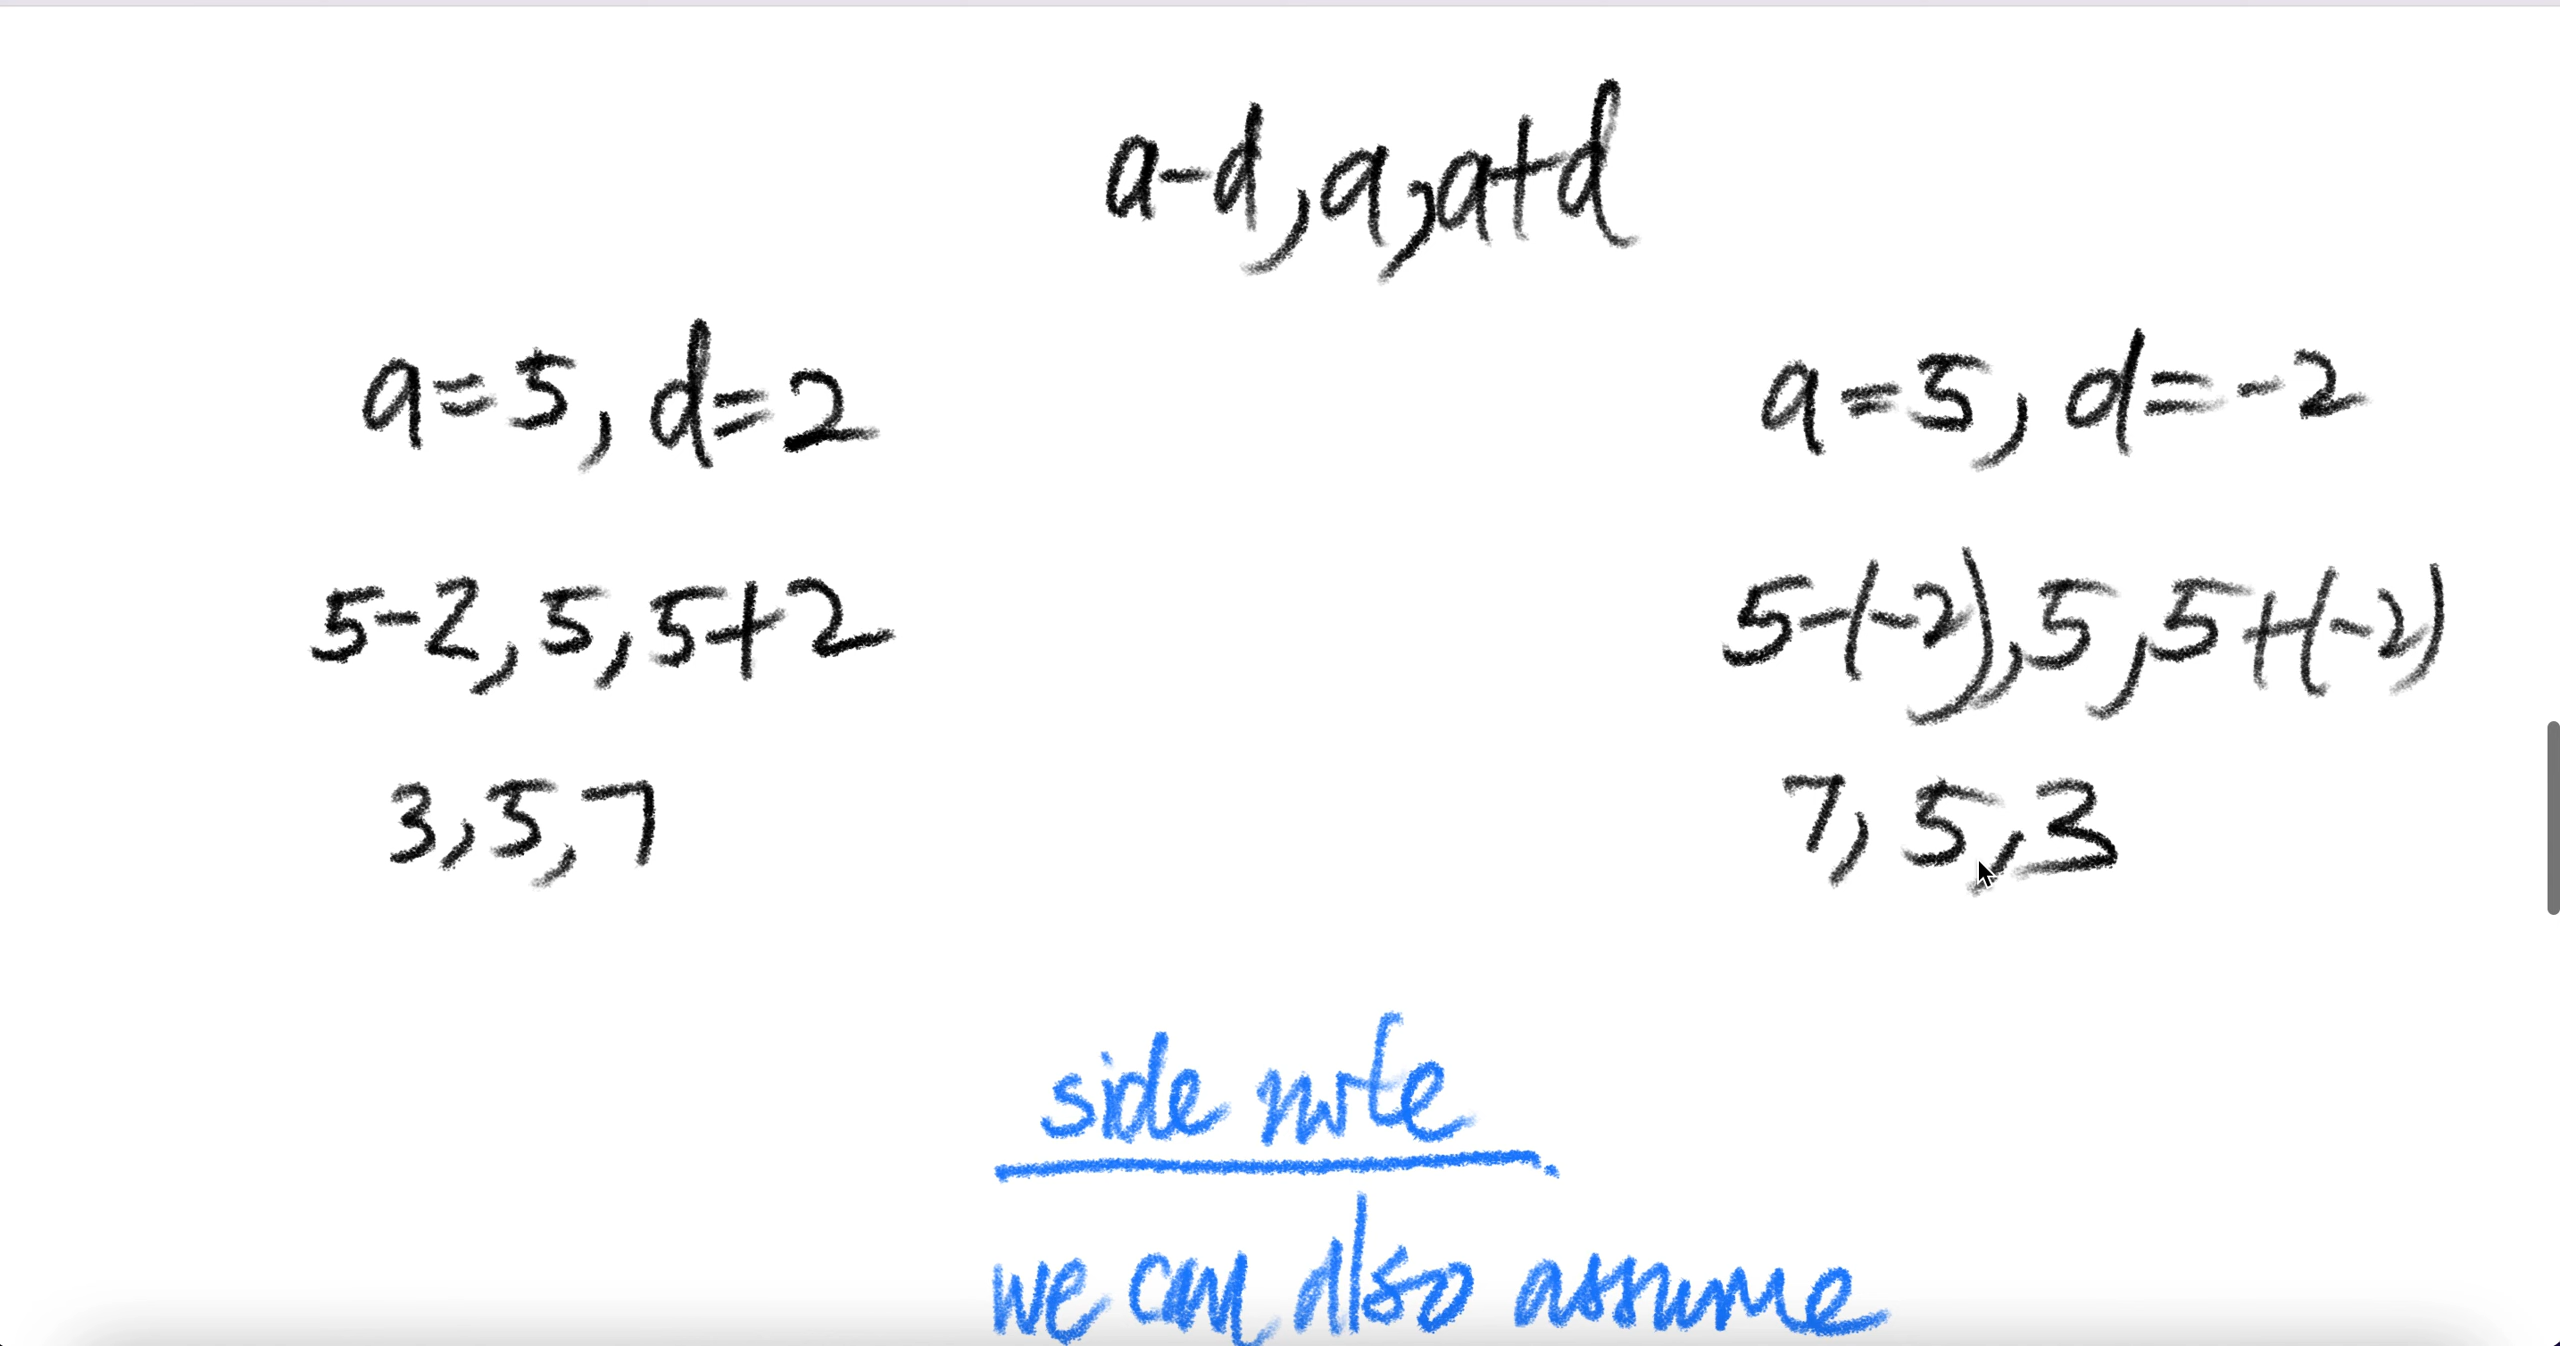 a-d, a, a+d
a=5, d=2
a=5, d=-2
5-2, 5, 5+2
5-(-2), 5, 5+(-2)
3, 5, 7
7, 5, 3
side note
we can also assume